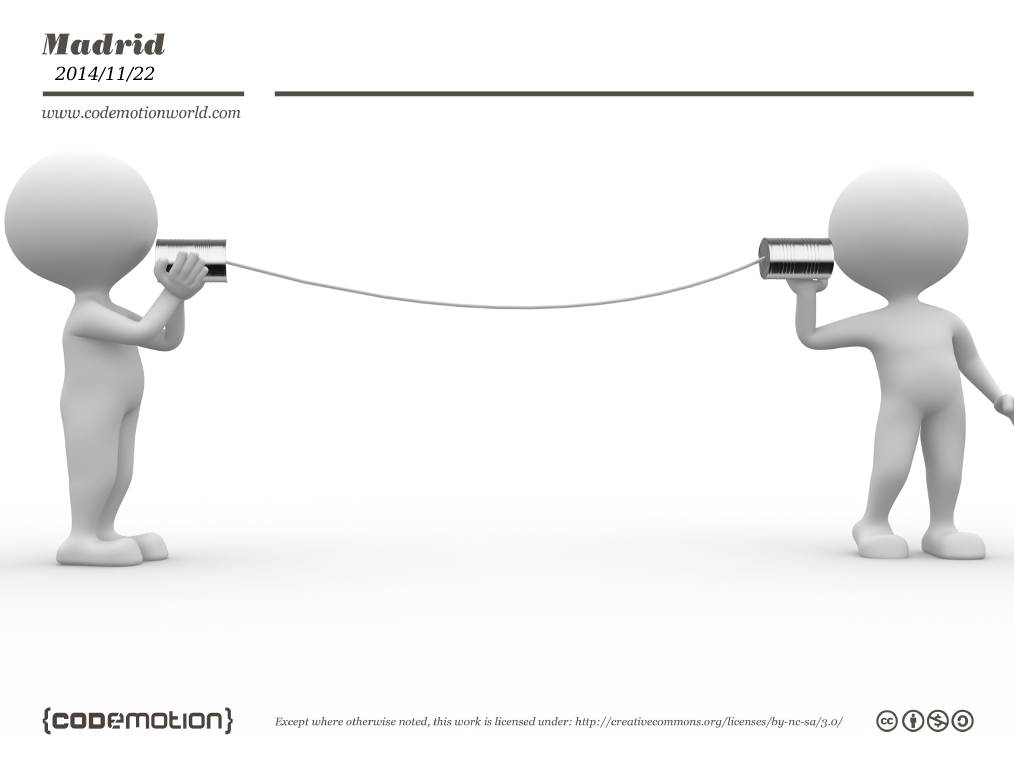 Madrid
2014/11/22
www.codemotionworld.com
{codemotion}
Except where otherwise noted, this work is licensed under: http://creativecommons.org/licenses/by-nc-sa/3.0/
cc